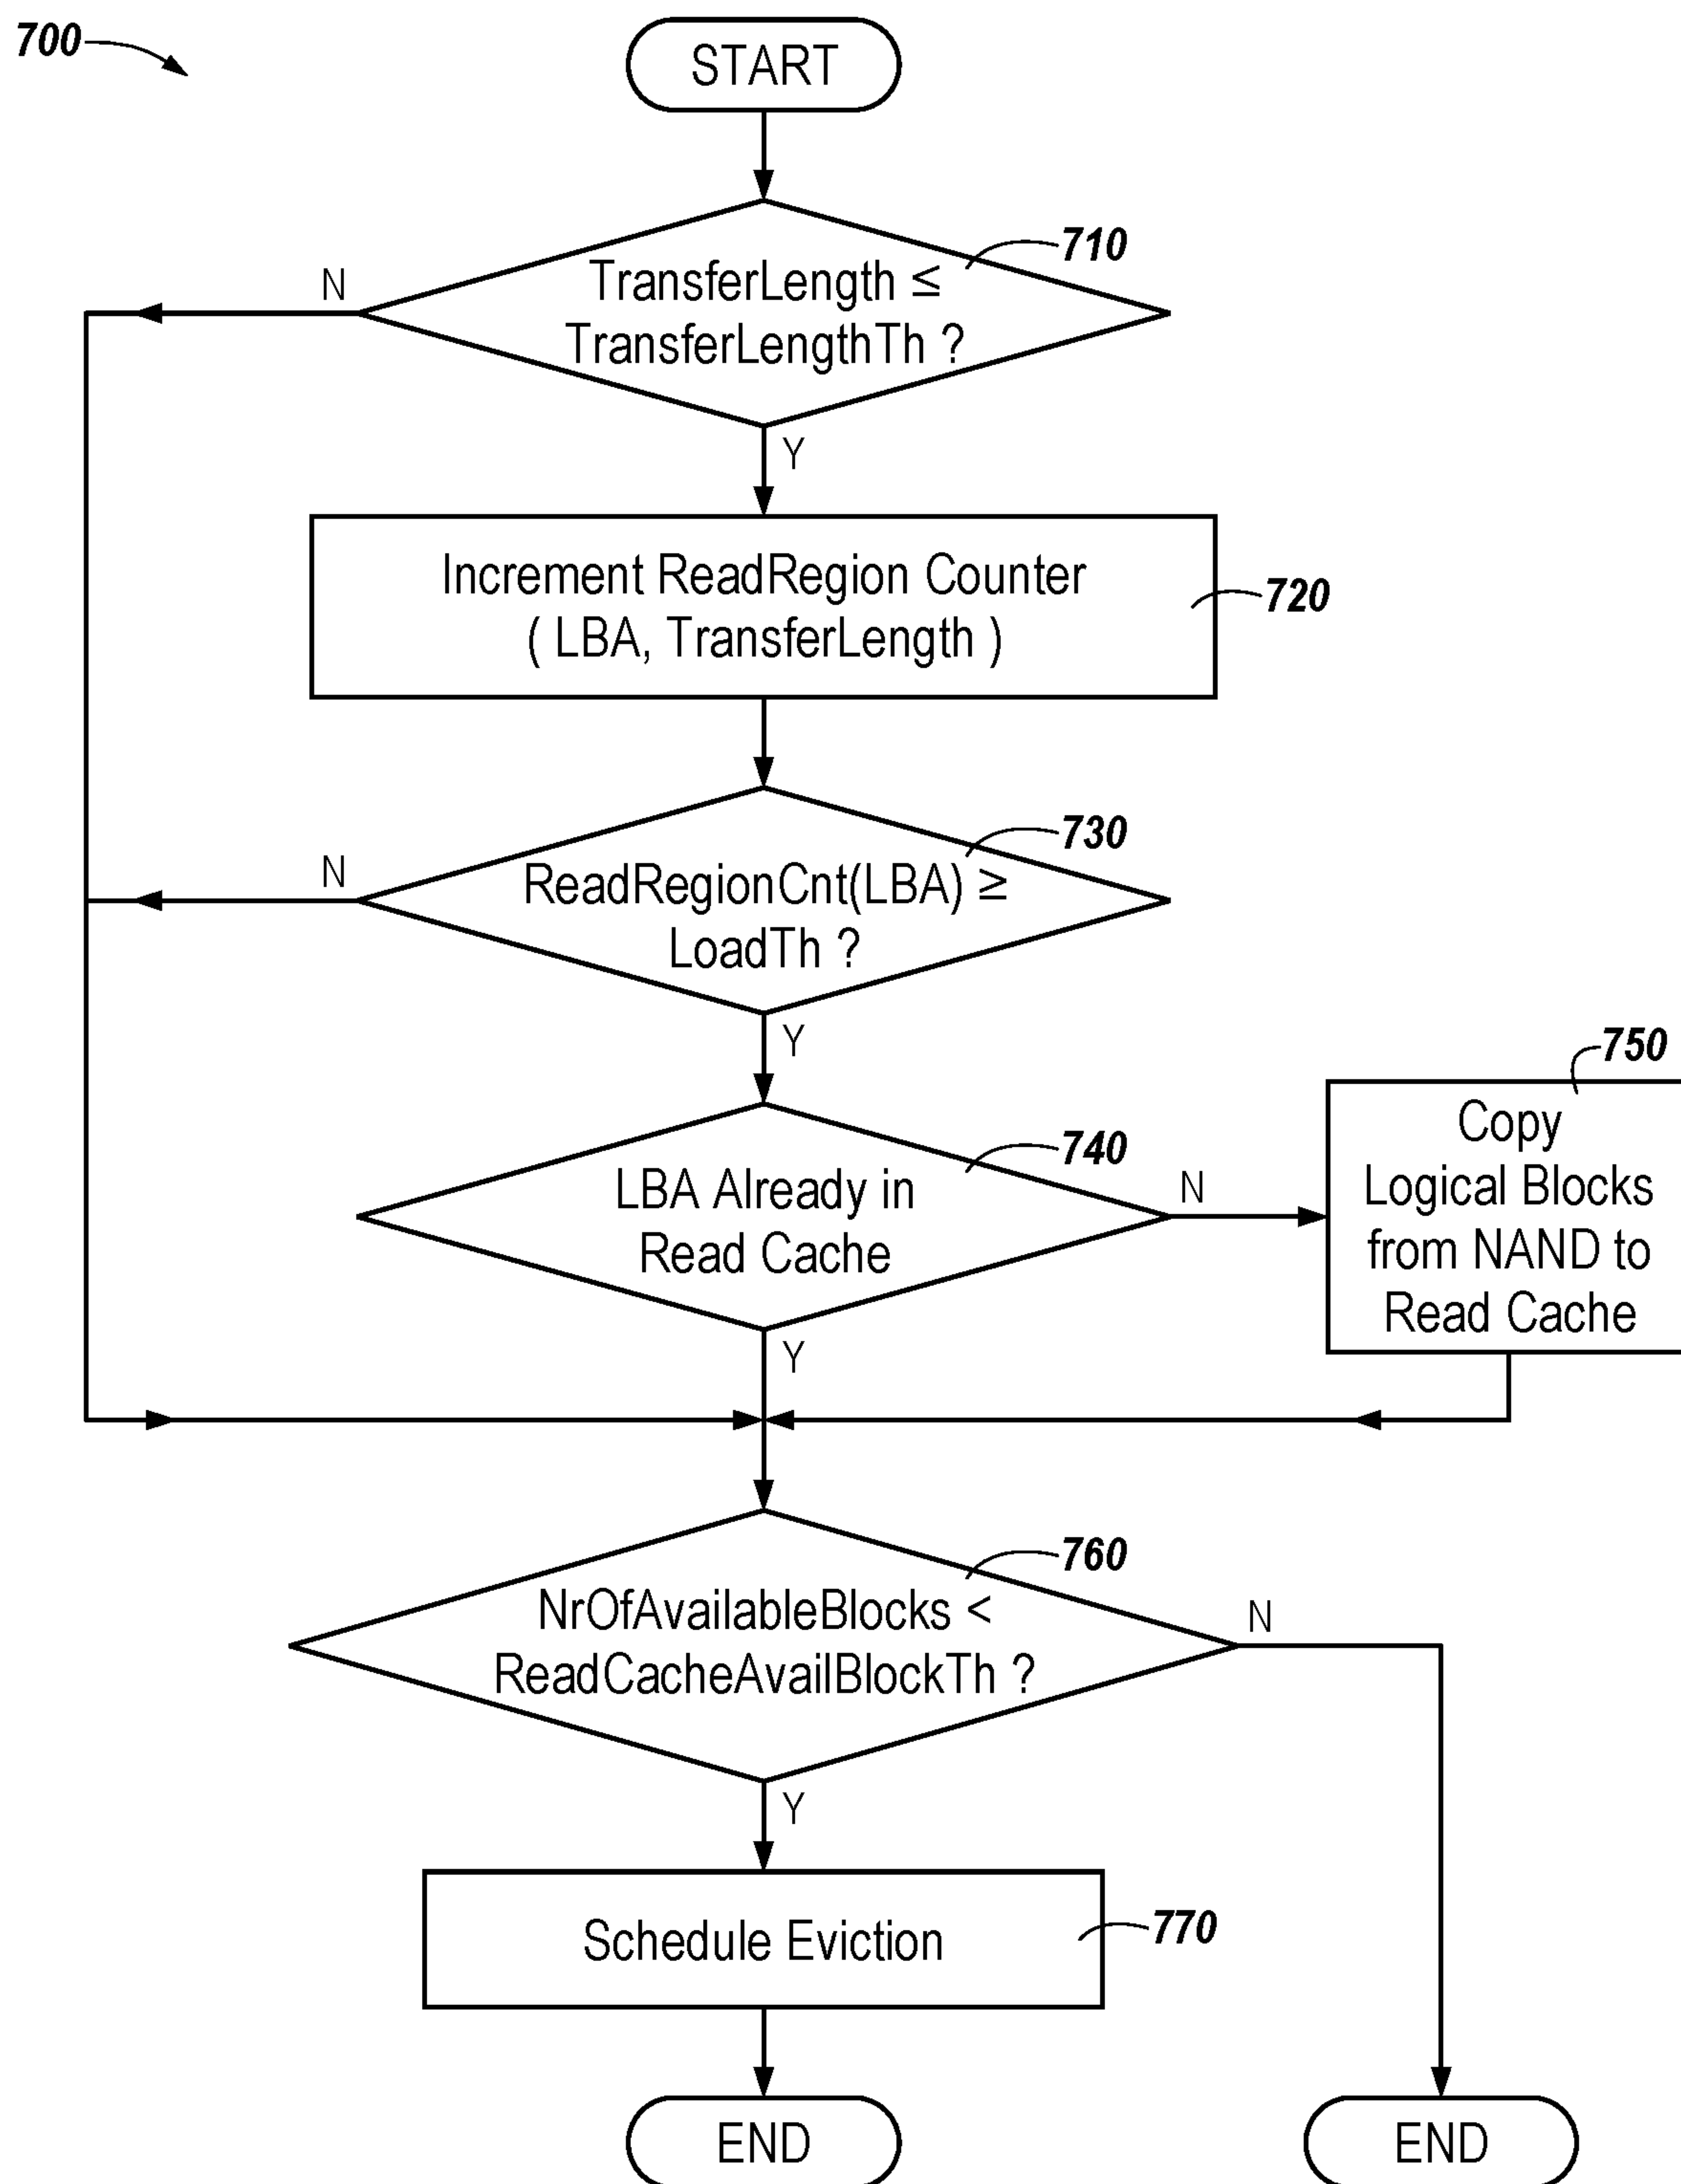 700
START
710
N
TransferLength ≤
TransferLengthTh ?
Y
Increment ReadRegion Counter
( LBA, TransferLength )
720
730
N
ReadRegionCnt(LBA) ≥
LoadTh ?
Y
740
LBA Already in
Read Cache
N
750
Copy
Logical Blocks
from NAND to
Read Cache
Y
760
NrOfAvailableBlocks <
ReadCacheAvailBlockTh ?
N
Y
Schedule Eviction
770
END
END